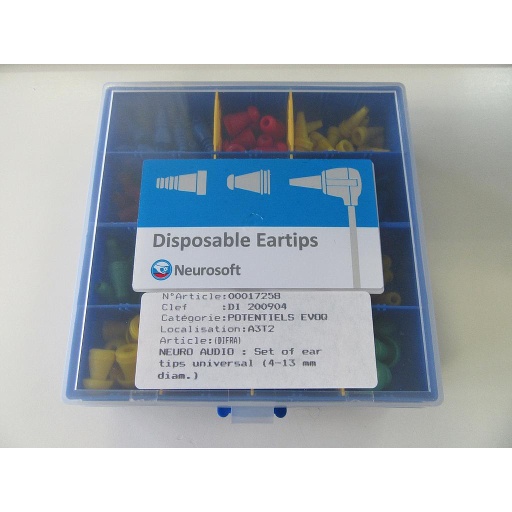 Disposable Eartips
Neurosoft
N°Article:00017258
Clef :DI 200904
Catégorie:POTENTIELS EVOQ
Localisation:A3T2
Article:(DIFRA)
NEURO AUDIO : Set of ear
tips universal (4-13 mm
diam.)